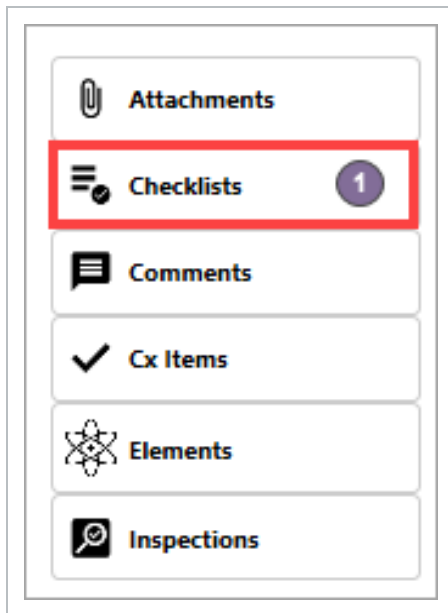 Attachments
Checklists 1
Comments
Cx Items
Elements
Inspections